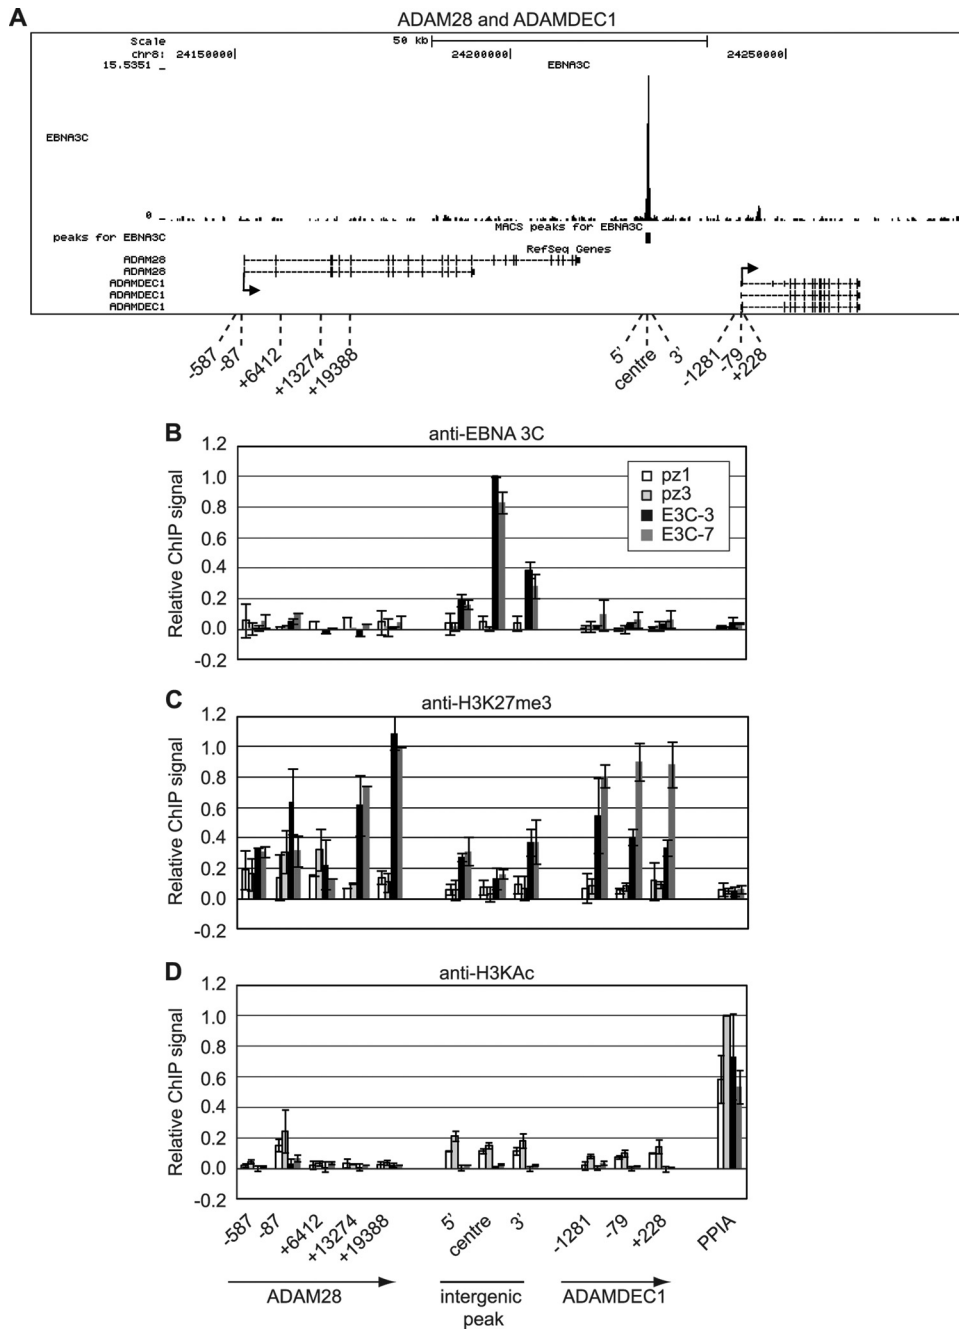 A
ADAM28 and ADAMDEC1
Scale
50 kb
chr8:
24150000
24200000
24250000
15.5351
EBNA3C
EBNA3C
0
MACS peaks for EBNA3C
peaks for EBNA3C
RefSeq Genes
ADAM28
ADAM28
ADAMDEC1
ADAMDEC1
ADAMDEC1
-587
-87
+6412
+13274
+19388
5'
centre
3'
-1281
-79
+228
B
anti-EBNA 3C
Relative ChIP signal
1.2
1.0
0.8
0.6
0.4
0.2
0.0
-0.2
pz1
pz3
E3C-3
E3C-7
C
anti-H3K27me3
Relative ChIP signal
1.2
1.0
0.8
0.6
0.4
0.2
0.0
-0.2
D
anti-H3KAc
Relative ChIP signal
1.2
1.0
0.8
0.6
0.4
0.2
0.0
-0.2
-587
-87
+6412
+13274
+19388
5'
centre
3'
-1281
-79
+228
PPIA
ADAM28
intergenic
peak
ADAMDEC1